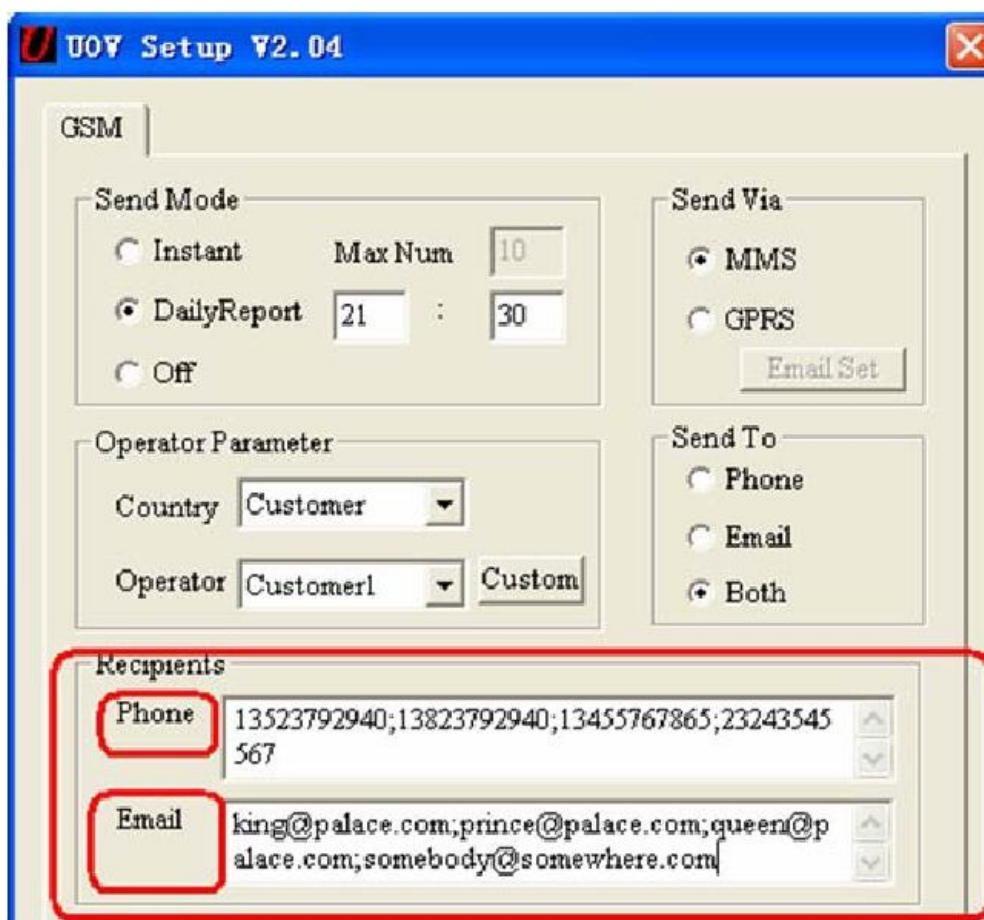 UOV Setup V2.04
GSM
Send Mode
Instant
Max Num
10
DailyReport
21 : 30
Off
Send Via
MMS
GPRS
Email Set
Operator Parameter
Country
Customer
Operator
Customer1
Custom
Send To
Phone
Email
Both
Recipients
Phone
13523792940;13823792940;13455767865;23243545
567
Email
king@palace.com;prince@palace.com;queen@p
alace.com;somebody@somewhere.com